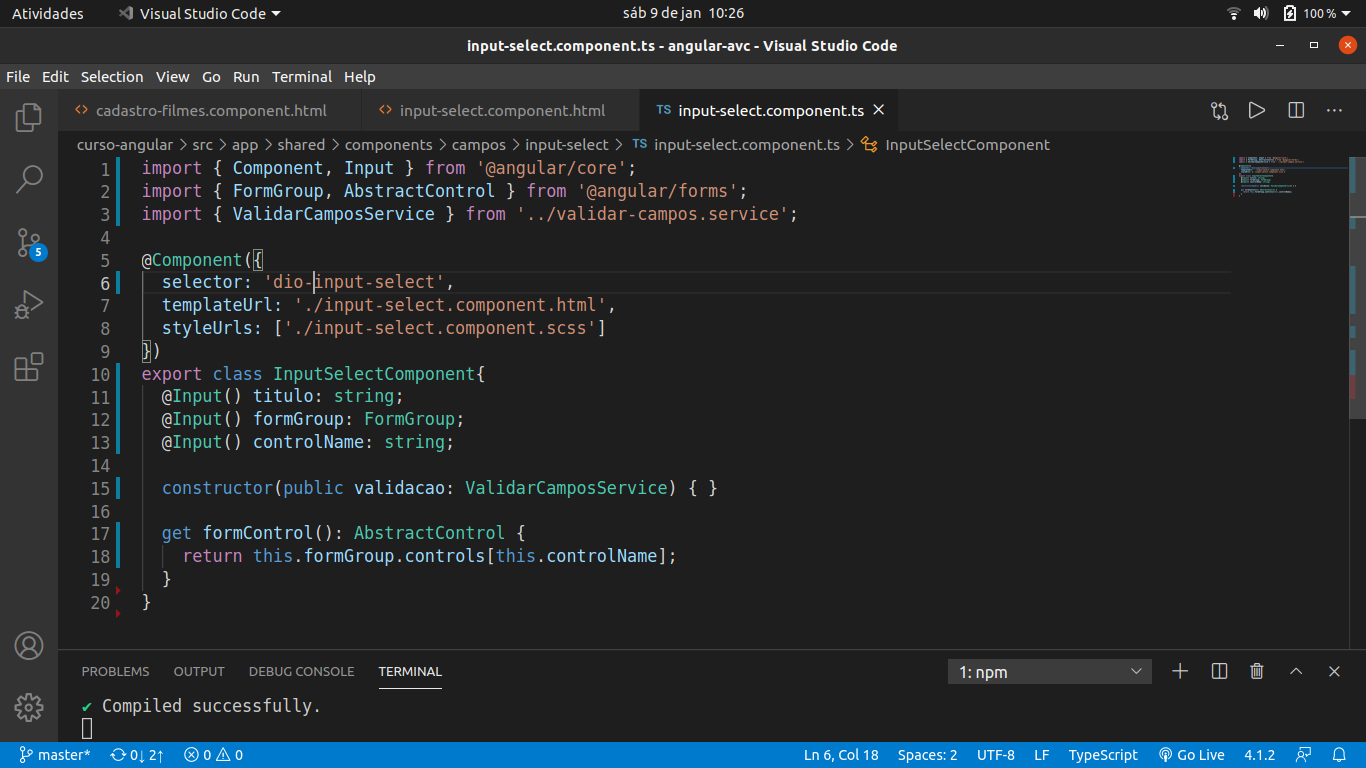 Atividades Visual Studio Code sáb 9 de jan 10:26 100 %
input-select.component.ts - angular-avc - Visual Studio Code
File Edit Selection View Go Run Terminal Help
cadastro-filmes.component.html input-select.component.html TS input-select.component.ts
curso-angular > src > app > shared > components > campos > input-select > TS input-select.component.ts > InputSelectComponent
1 import { Component, Input } from '@angular/core';
2 import { FormGroup, AbstractControl } from '@angular/forms';
3 import { ValidarCamposService } from '../validar-campos.service';
4
5 @Component({
6 selector: 'dio-input-select',
7 templateUrl: './input-select.component.html',
8 styleUrls: ['./input-select.component.scss']
9 })
10 export class InputSelectComponent{
11 @Input() titulo: string;
12 @Input() formGroup: FormGroup;
13 @Input() controlName: string;
14
15 constructor(public validacao: ValidarCamposService) { }
16
17 get formControl(): AbstractControl {
18 return this.formGroup.controls[this.controlName];
19 }
20 }
5
PROBLEMS OUTPUT DEBUG CONSOLE TERMINAL 1: npm
✔ Compiled successfully.
master* 0↓ 2↑ 0 0 Ln 6, Col 18 Spaces: 2 UTF-8 LF TypeScript Go Live 4.1.2